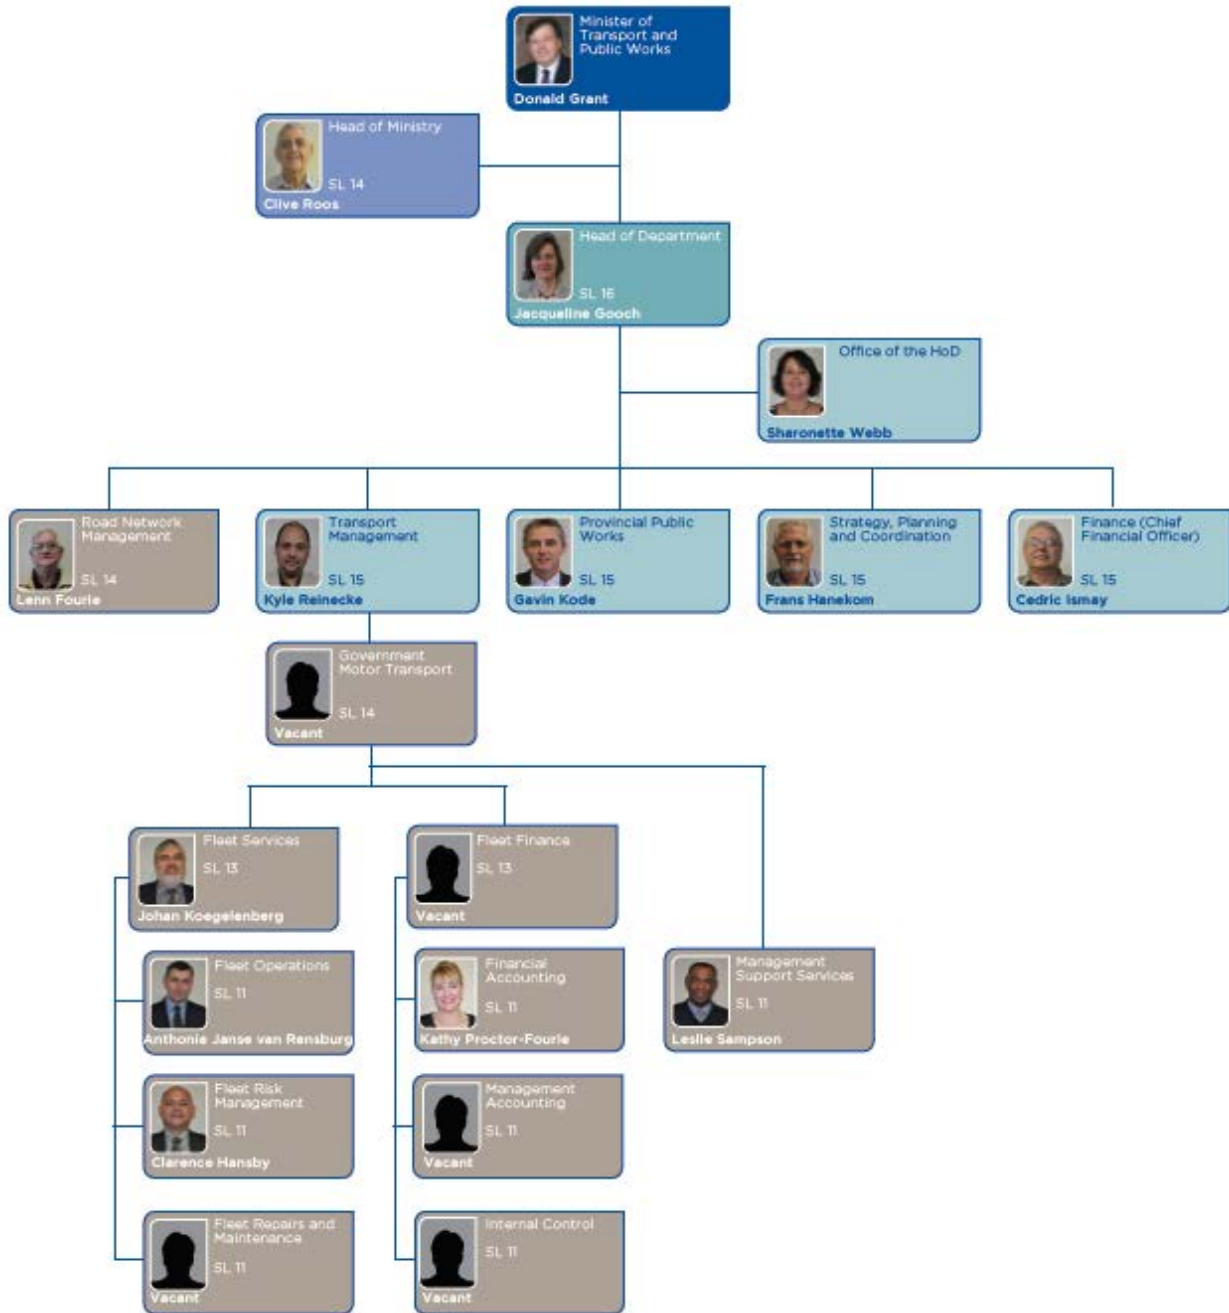 Minister of
Transport and
Public Works
Donald Grant
Head of Ministry
SL 14
Clive Roos
Head of Department
SL 16
Jacqueline Gooch
Office of the HoD
Sharonette Webb
Road Network
Management
SL 14
Lenn Fourie
Transport
Management
SL 15
Kyle Reinecke
Provincial Public
Works
SL 15
Gavin Kode
Strategy, Planning
and Coordination
SL 15
Frans Hanekom
Finance (Chief
Financial Officer)
SL 15
Cedric Ismay
Government
Motor Transport
SL 14
Vacant
Fleet Services
SL 13
Johan Koegelenberg
Fleet Finance
SL 13
Vacant
Fleet Operations
SL 11
Anthonie Janse van Rensburg
Financial
Accounting
SL 11
Kathy Proctor-Fourie
Management
Support Services
SL 11
Leslie Sampson
Fleet Risk
Management
SL 11
Clarence Hansby
Management
Accounting
SL 11
Vacant
Fleet Repairs and
Maintenance
SL 11
Vacant
Internal Control
SL 11
Vacant